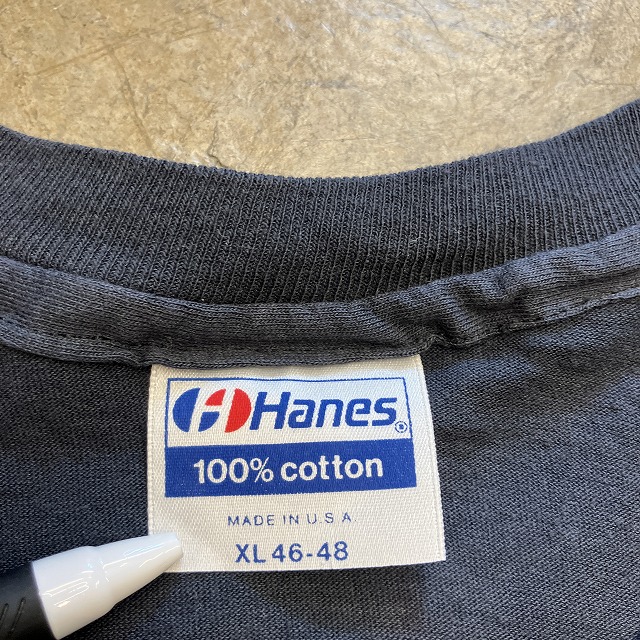 Hanes®
100% cotton
MADE IN U.S.A.
XL 46-48